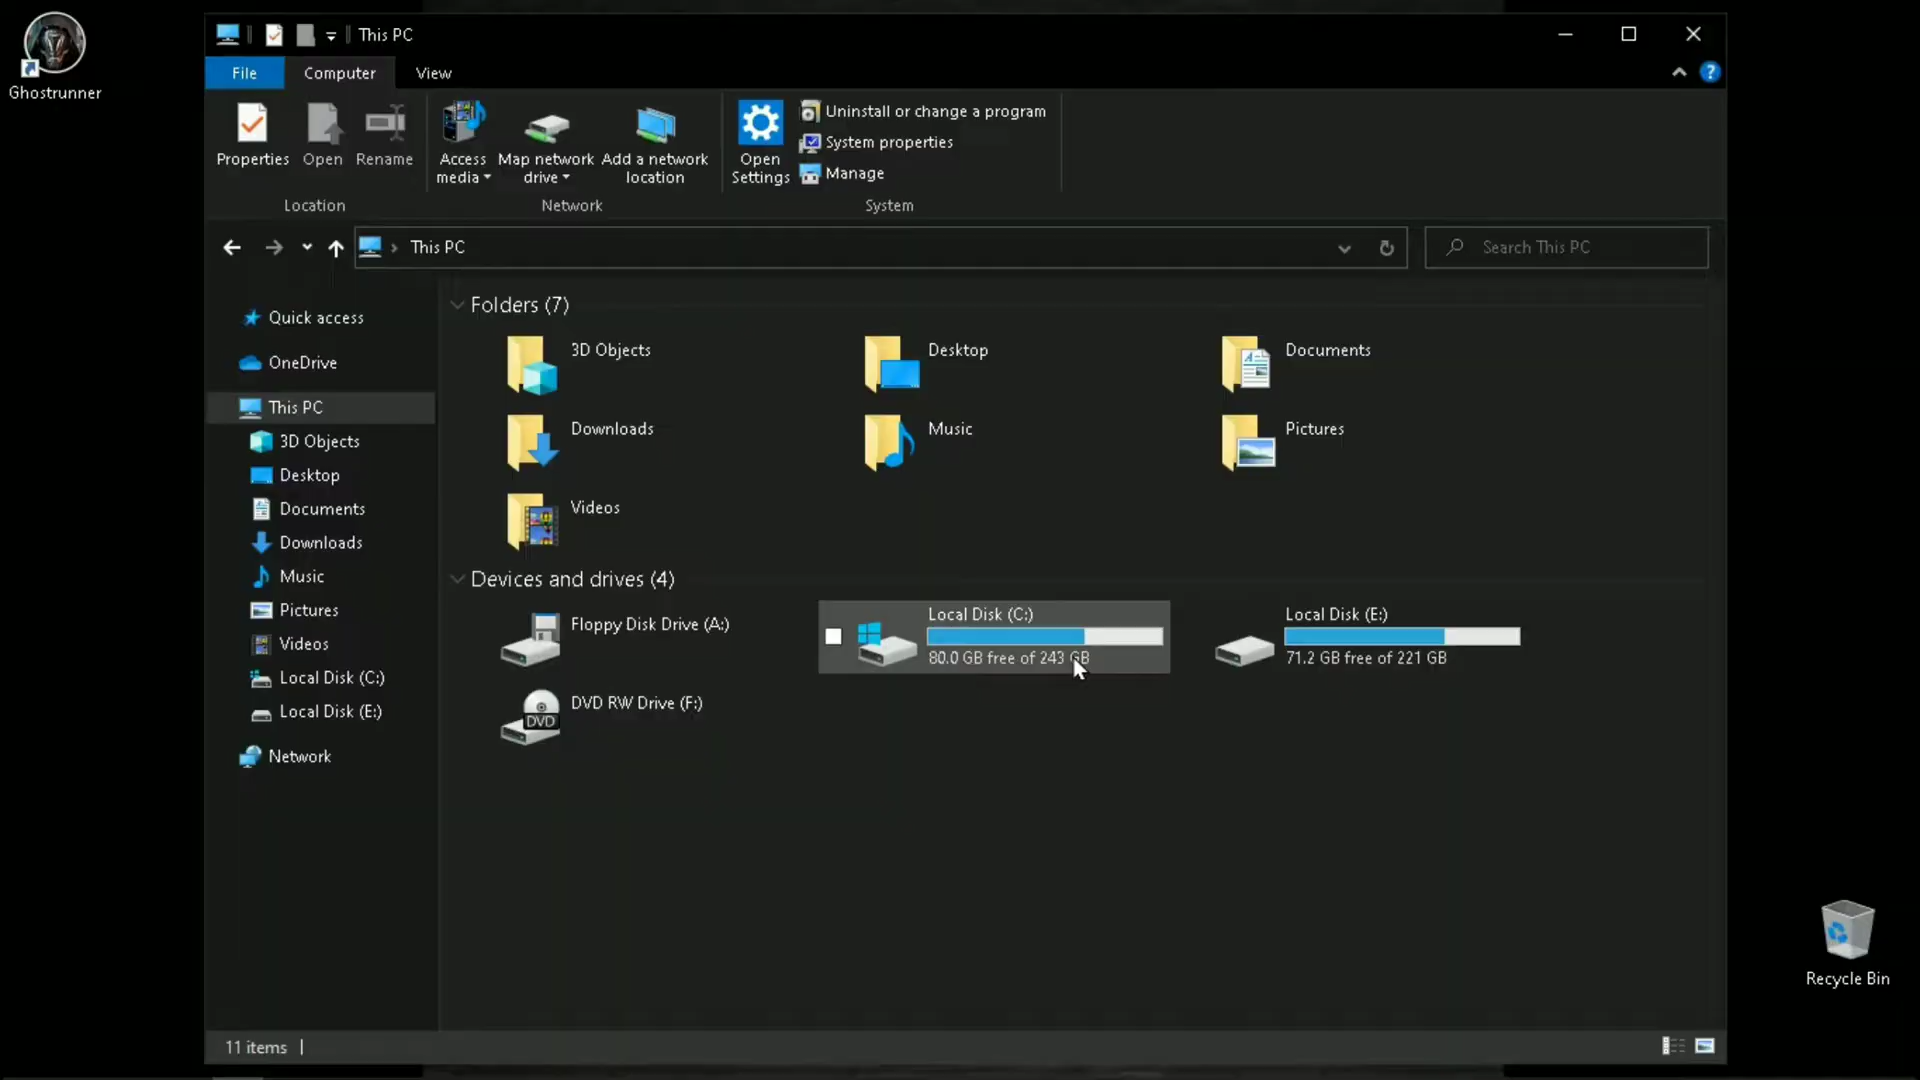 Ghostrunner
This PC
File
Computer
View
Properties
Open
Rename
Location
Access media
Map network drive
Add a network location
Network
Open Settings
Uninstall or change a program
System properties
Manage
System
This PC
Search This PC
Quick access
OneDrive
This PC
3D Objects
Desktop
Documents
Downloads
Music
Pictures
Videos
Local Disk (C:)
Local Disk (E:)
Network
Folders (7)
3D Objects
Desktop
Documents
Downloads
Music
Pictures
Videos
Devices and drives (4)
Floppy Disk Drive (A:)
Local Disk (C:)
80.0 GB free of 243 GB
Local Disk (E:)
71.2 GB free of 221 GB
DVD
DVD RW Drive (F:)
11 items
Recycle Bin